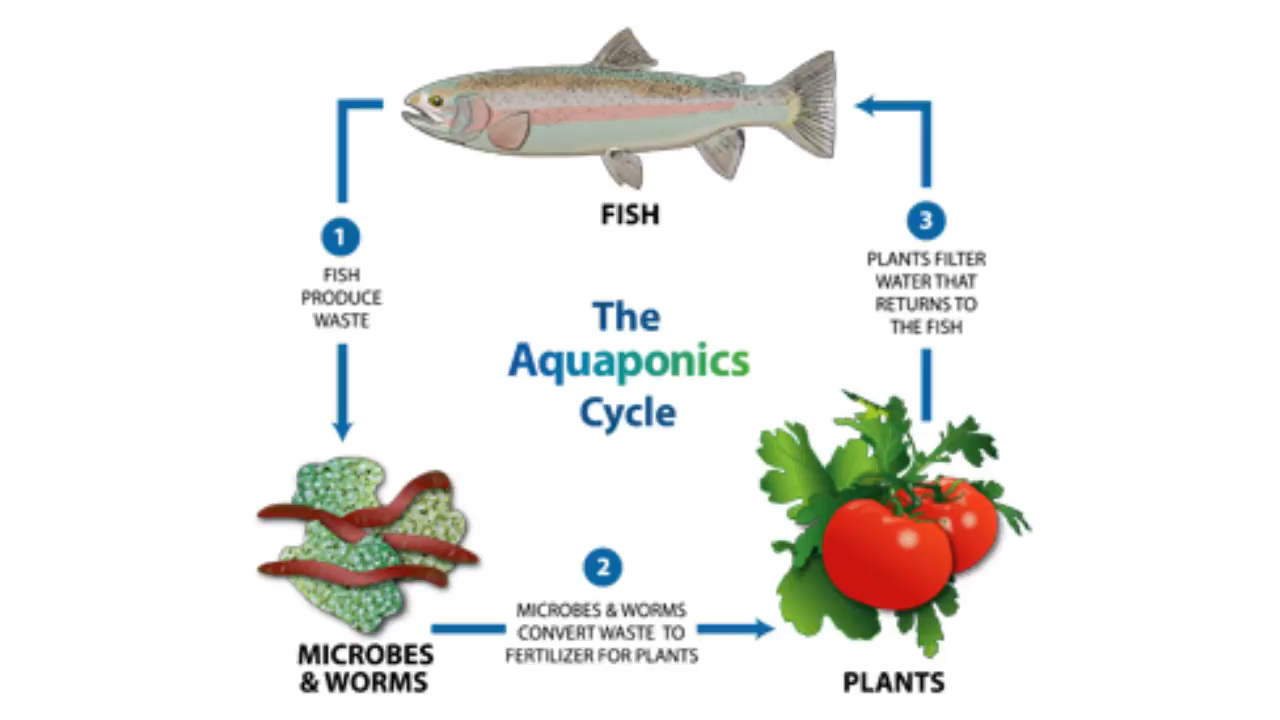 FISH
1
FISH
PRODUCE
WASTE
3
PLANTS FILTER
WATER THAT
RETURNS TO
THE FISH
The
Aquaponics
Cycle
2
MICROBES & WORMS
CONVERT WASTE TO
FERTILIZER FOR PLANTS
MICROBES
& WORMS
PLANTS